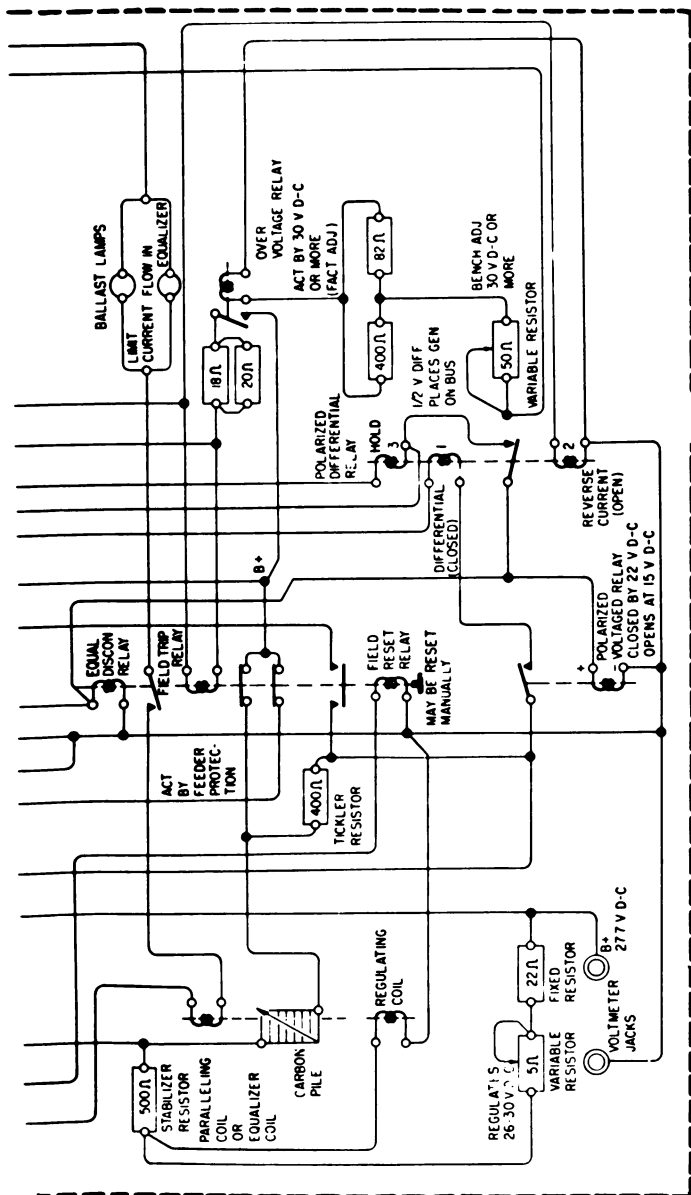 BALLAST LAMPS
LIMIT
CURRENT FLOW IN
EQUALIZER
OVER
VOLTAGE RELAY
ACT BY 30 V D-C
OR MORE
(FACT ADJ)
18Ω
20Ω
82Ω
400Ω
BENCH ADJ
30 V D-C OR
MORE
50Ω
VARIABLE RESISTOR
1/2 V DIFF
PLACES GEN
ON BUS
POLARIZED
DIFFERENTIAL
HOLD
3
1
DIFFERENTIAL
(CLOSED)
2
REVERSE
CURRENT
(OPEN)
B+
EQUAL
DISCON
RELAY
FIELD TRIP
RELAY
FIELD
RESET
RELAY
MAY BE RESET
MANUALLY
+
-
POLARIZED
VOLTAGED RELAY
CLOSED BY 22 V D-C
OPENS AT 15 V D-C
ACT
BY
FEEDER
PROTEC-
TION
400Ω
TICKLER
RESISTOR
500Ω
STABILIZER
RESISTOR
PARALLELING
COIL
OR
EQUALIZER
COIL
CARBON
PILE
REGULATING
COIL
22Ω
FIXED
RESISTOR
B+
27.7 V D-C
VOLTMETER
JACKS
5Ω
VARIABLE
RESISTOR
REGULATES
26-30